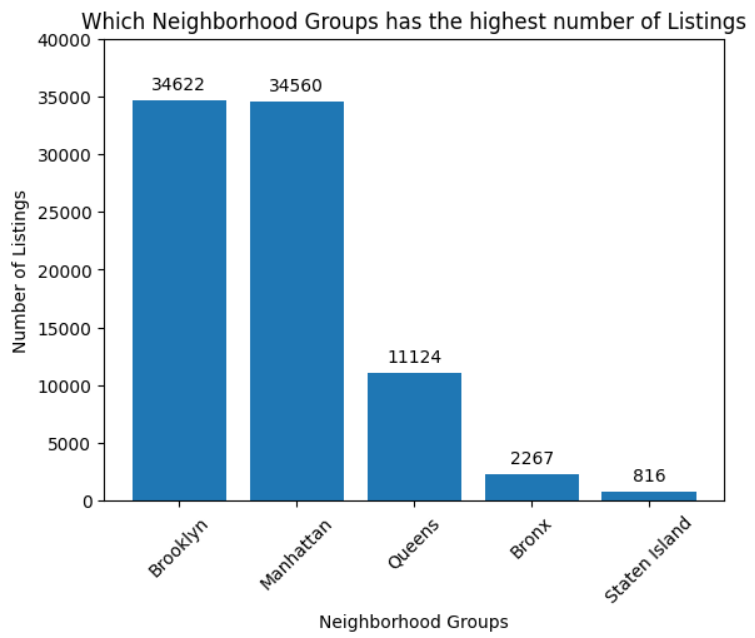 Which Neighborhood Groups has the highest number of Listings
40000
35000
30000
25000
20000
15000
10000
5000
0
Number of Listings
34622
34560
11124
2267
816
Brooklyn
Manhattan
Queens
Bronx
Staten Island
Neighborhood Groups